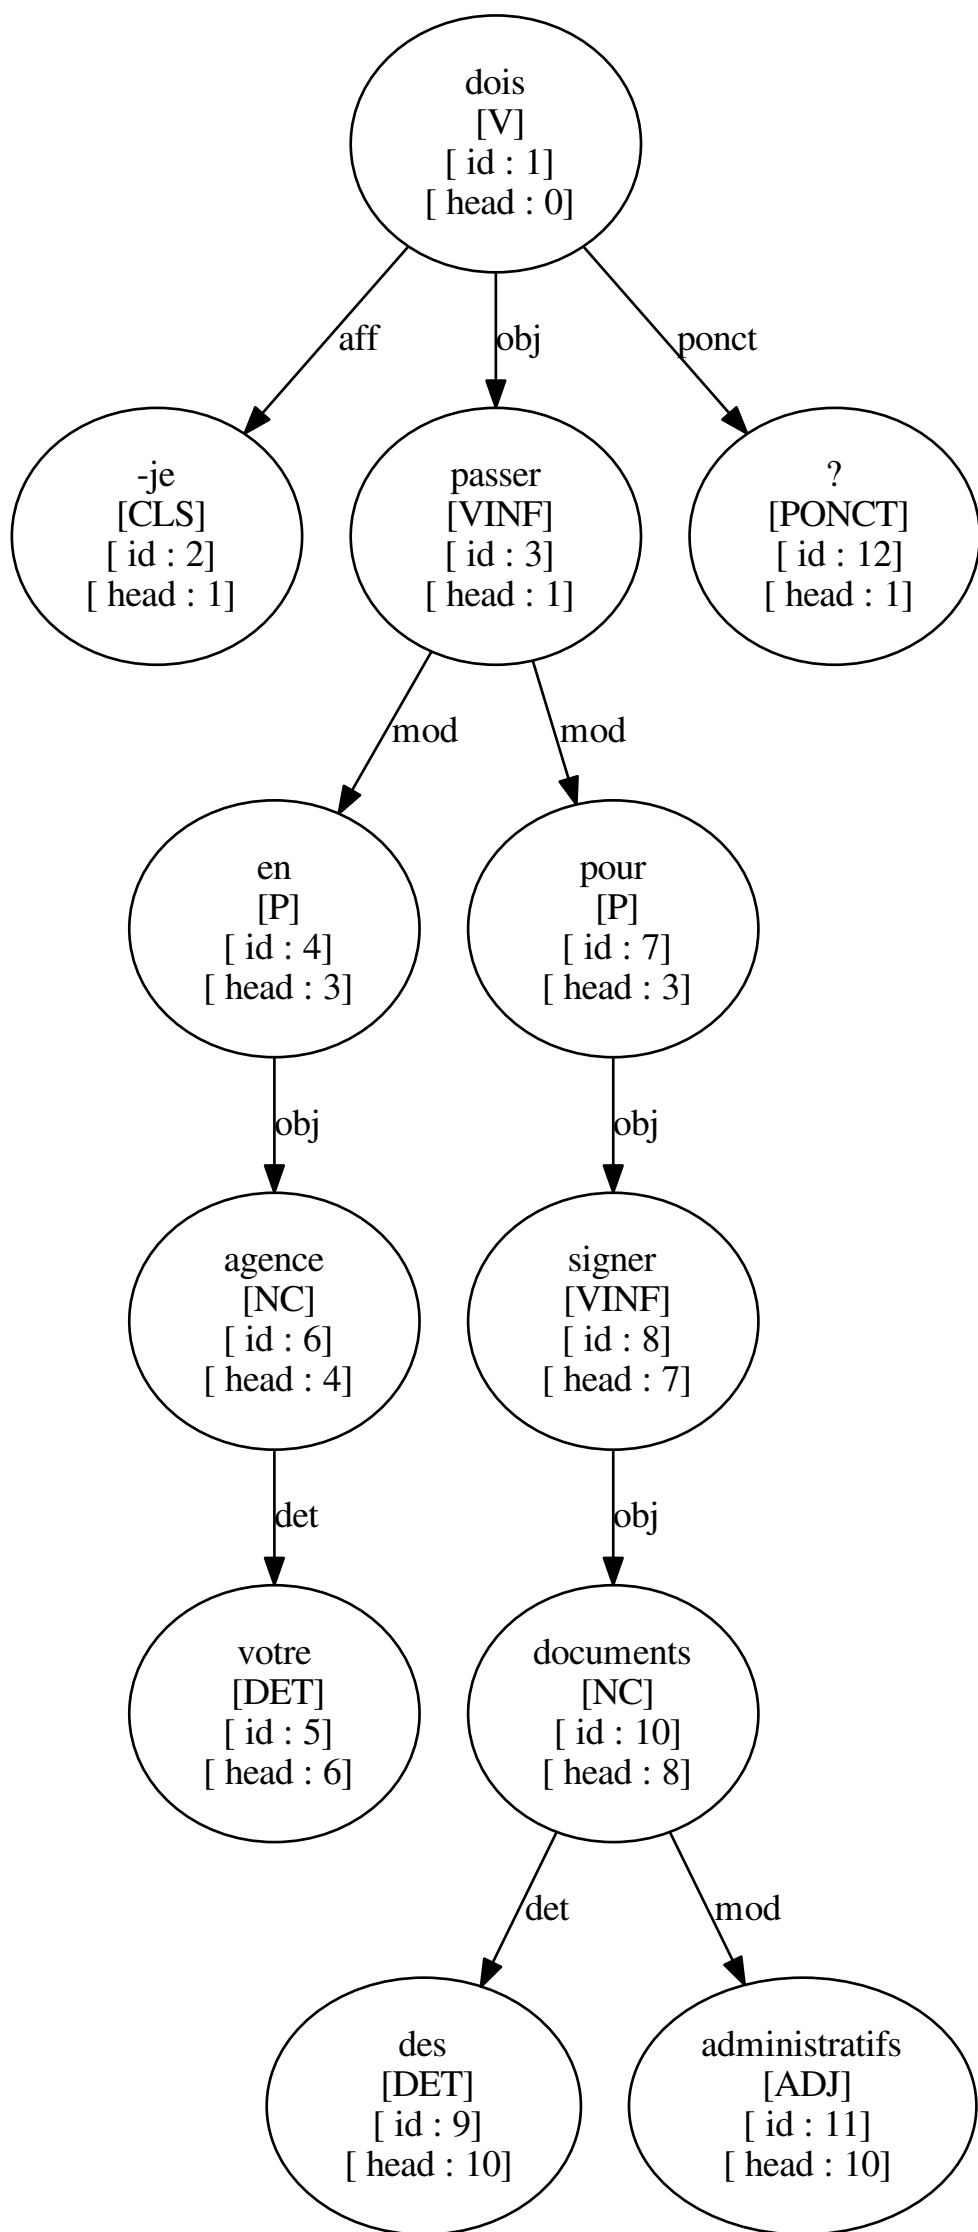 dois
[V]
[ id : 1]
[ head : 0]
aff
obj
ponct
-je
[CLS]
[ id : 2]
[ head : 1]
passer
[VINF]
[ id : 3]
[ head : 1]
?
[PONCT]
[ id : 12]
[ head : 1]
mod
mod
en
[P]
[ id : 4]
[ head : 3]
pour
[P]
[ id : 7]
[ head : 3]
obj
obj
agence
[NC]
[ id : 6]
[ head : 4]
signer
[VINF]
[ id : 8]
[ head : 7]
det
obj
votre
[DET]
[ id : 5]
[ head : 6]
documents
[NC]
[ id : 10]
[ head : 8]
det
mod
des
[DET]
[ id : 9]
[ head : 10]
administratifs
[ADJ]
[ id : 11]
[ head : 10]